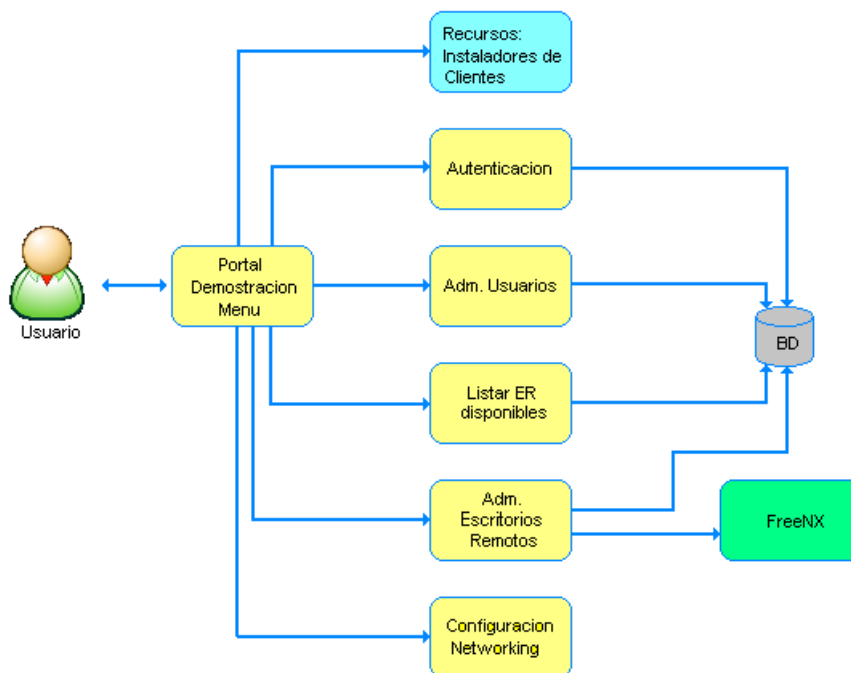 Recursos:
Instaladores de
Clientes
Autenticacion
Portal
Demostracion
Menu
Adm. Usuarios
Usuario
BD
Listar ER
disponibles
Adm.
Escritorios
Remotos
FreeNX
Configuracion
Networking